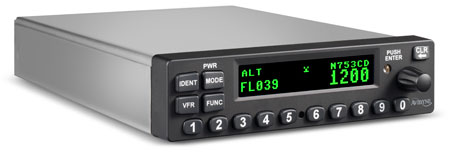 PWR
PUSH
ENTER
CLR
IDENT
MODE
ALT
N753CD
FL039
1200
VFR
FUNC
1 2 3 4 5 6 7 8 9 0